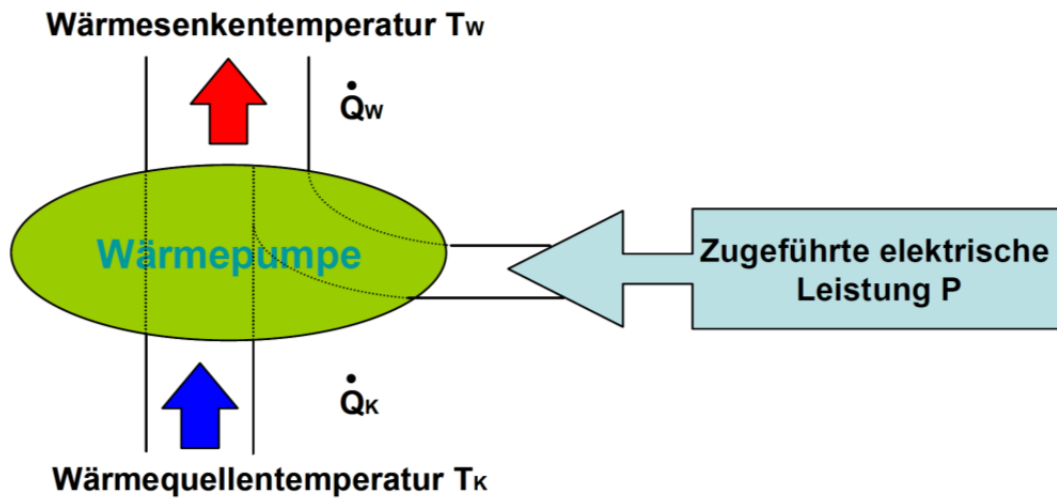 Wärmesenkentemperatur TW
Q̇W
Wärmepumpe
Zugeführte elektrische
Leistung P
Q̇K
Wärmequellentemperatur TK